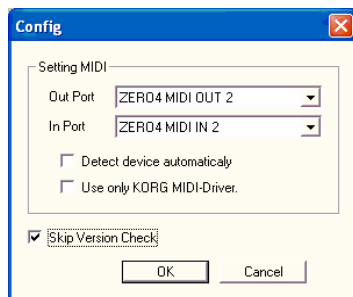 Config
Setting MIDI
Out Port ZERO4 MIDI OUT 2
In Port ZERO4 MIDI IN 2
Detect device automaticaly
Use only KORG MIDI-Driver.
Skip Version Check
OK Cancel